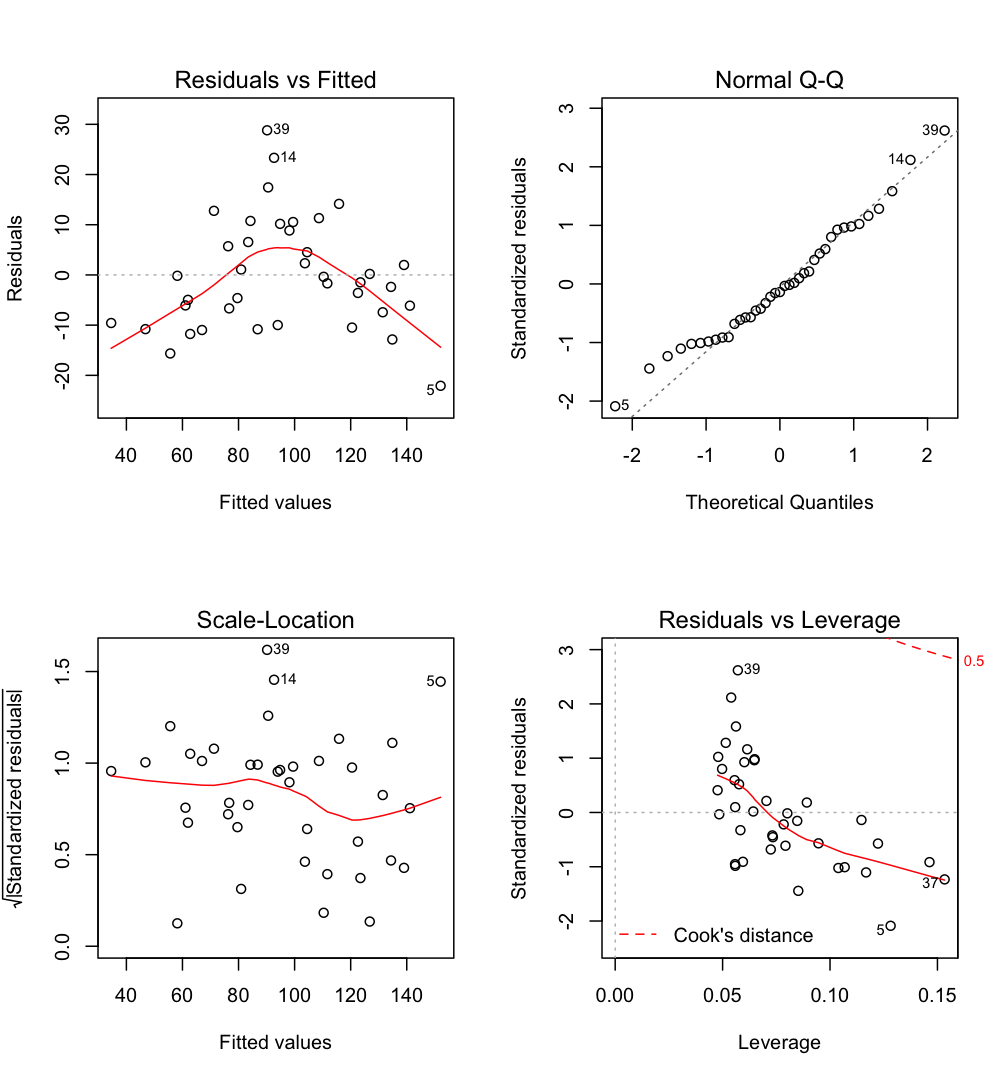 Residuals vs Fitted
30
20
10
0
-10
-20
Residuals
39
14
5
40 60 80 100 120 140
Fitted values
Normal Q-Q
3
2
1
0
-1
-2
Standardized residuals
39
14
5
-2 -1 0 1 2
Theoretical Quantiles
Scale-Location
1.5
1.0
0.5
0.0
√|Standardized residuals|
39
14
5
40 60 80 100 120 140
Fitted values
Residuals vs Leverage
3
2
1
0
-1
-2
Standardized residuals
0.5
39
37
5
Cook's distance
0.00 0.05 0.10 0.15
Leverage